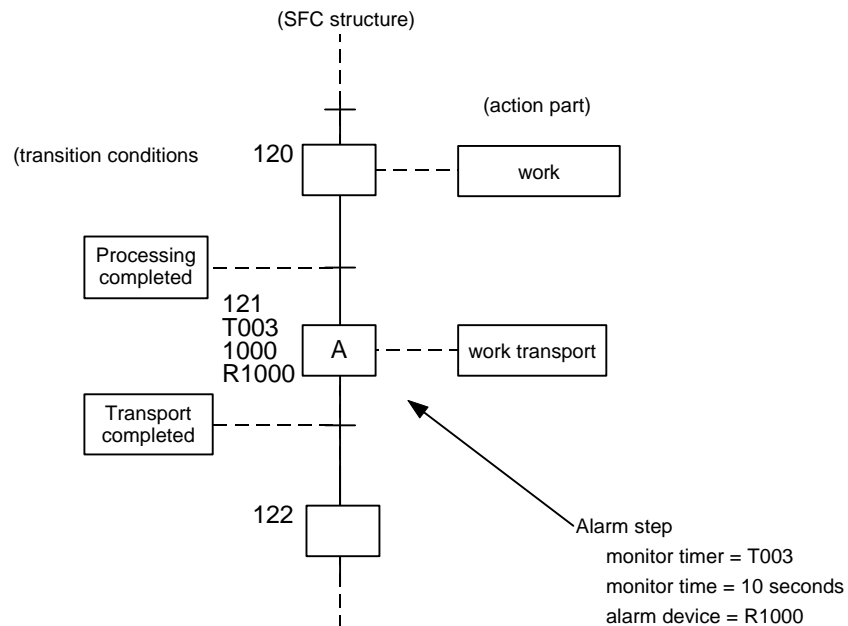 (SFC structure)
(action part)
(transition conditions
120
work
Processing
completed
121
T003
1000
R1000
A
work transport
Transport
completed
122
Alarm step
monitor timer = T003
monitor time = 10 seconds
alarm device = R1000